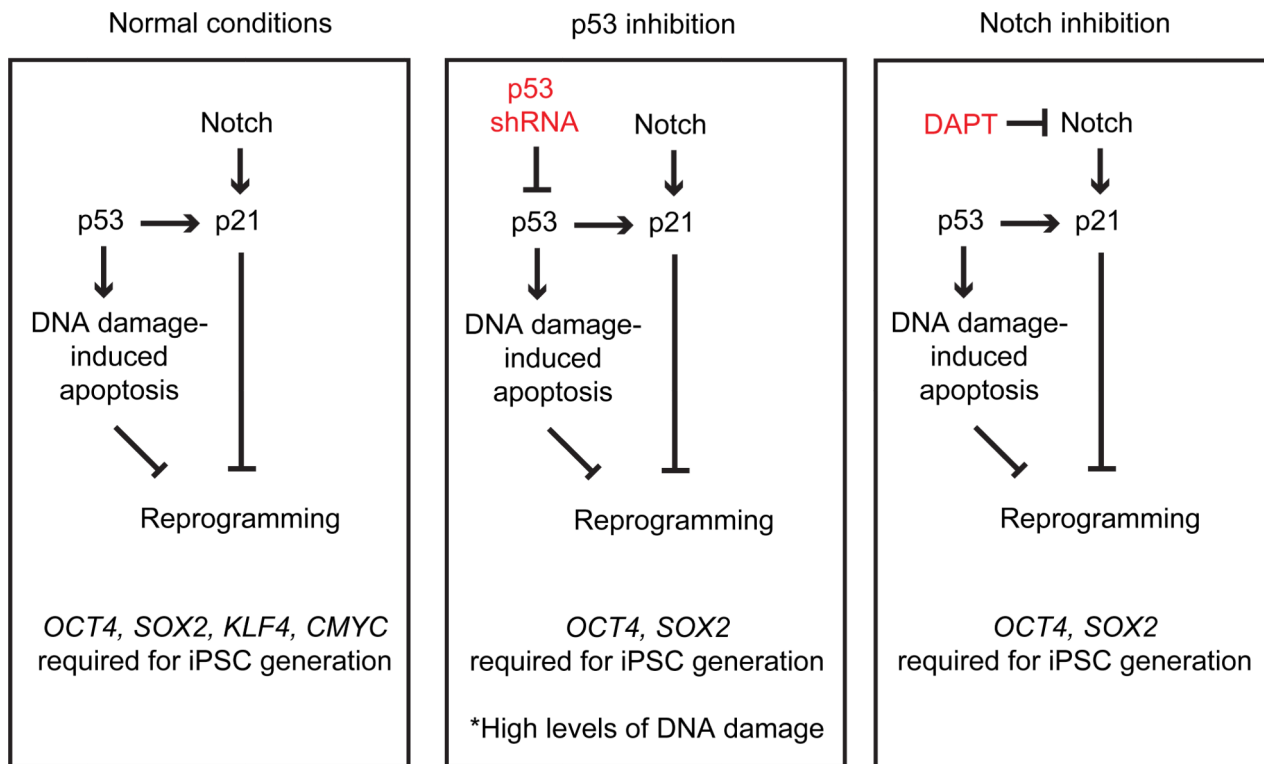 Normal conditions
Notch
p53
p21
DNA damage-
induced
apoptosis
Reprogramming
OCT4, SOX2, KLF4, CMYC
required for iPSC generation
p53 inhibition
p53
shRNA
Notch
p53
p21
DNA damage-
induced
apoptosis
Reprogramming
OCT4, SOX2
required for iPSC generation
*High levels of DNA damage
Notch inhibition
DAPT
Notch
p53
p21
DNA damage-
induced
apoptosis
Reprogramming
OCT4, SOX2
required for iPSC generation